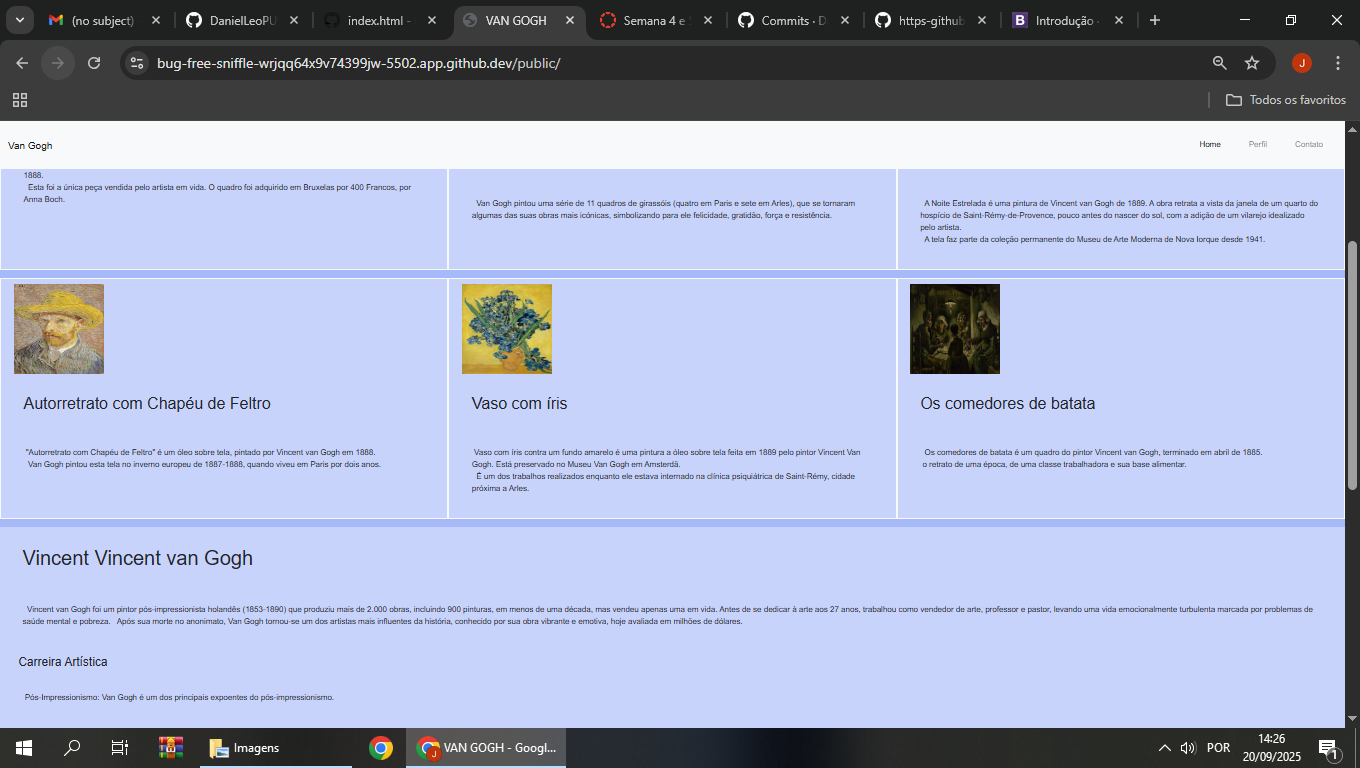 (no subject)
DanielLeoPU
index.html -
VAN GOGH
Semana 4 e
Commits · D
https-github
Introdução ·
bug-free-sniffle-wrjqq64x9v74399jw-5502.app.github.dev/public/
J
Todos os favoritos
Van Gogh
Home
Perfil
Contato
1888.
Esta foi a única peça vendida pelo artista em vida. O quadro foi adquirido em Bruxelas por 400 Francos, por
Anna Boch.
Van Gogh pintou uma série de 11 quadros de girassóis (quatro em Paris e sete em Arles), que se tornaram
algumas das suas obras mais icónicas, simbolizando para ele felicidade, gratidão, força e resistência.
A Noite Estrelada é uma pintura de Vincent van Gogh de 1889. A obra retrata a vista da janela de um quarto do
hospício de Saint-Rémy-de-Provence, pouco antes do nascer do sol, com a adição de um vilarejo idealizado
pelo artista.
A tela faz parte da coleção permanente do Museu de Arte Moderna de Nova Iorque desde 1941.
Autorretrato com Chapéu de Feltro
"Autorretrato com Chapéu de Feltro" é um óleo sobre tela, pintado por Vincent van Gogh em 1888.
Van Gogh pintou esta tela no inverno europeu de 1887-1888, quando viveu em Paris por dois anos.
Vaso com íris
Vaso com íris contra um fundo amarelo é uma pintura a óleo sobre tela feita em 1889 pelo pintor Vincent Van
Gogh. Está preservado no Museu Van Gogh em Amsterdã.
É um dos trabalhos realizados enquanto ele estava internado na clínica psiquiátrica de Saint-Rémy, cidade
próxima a Arles.
Os comedores de batata
Os comedores de batata é um quadro do pintor Vincent van Gogh, terminado em abril de 1885.
o retrato de uma época, de uma classe trabalhadora e sua base alimentar.
Vincent Vincent van Gogh
Vincent van Gogh foi um pintor pós-impressionista holandês (1853-1890) que produziu mais de 2.000 obras, incluindo 900 pinturas, em menos de uma década, mas vendeu apenas uma em vida. Antes de se dedicar à arte aos 27 anos, trabalhou como vendedor de arte, professor e pastor, levando uma vida emocionalmente turbulenta marcada por problemas de
saúde mental e pobreza. Após sua morte no anonimato, Van Gogh tornou-se um dos artistas mais influentes da história, conhecido por sua obra vibrante e emotiva, hoje avaliada em milhões de dólares.
Carreira Artística
Pós-Impressionismo: Van Gogh é um dos principais expoentes do pós-impressionismo.
Imagens
VAN GOGH - Googl...
POR
14:26
20/09/2025
1